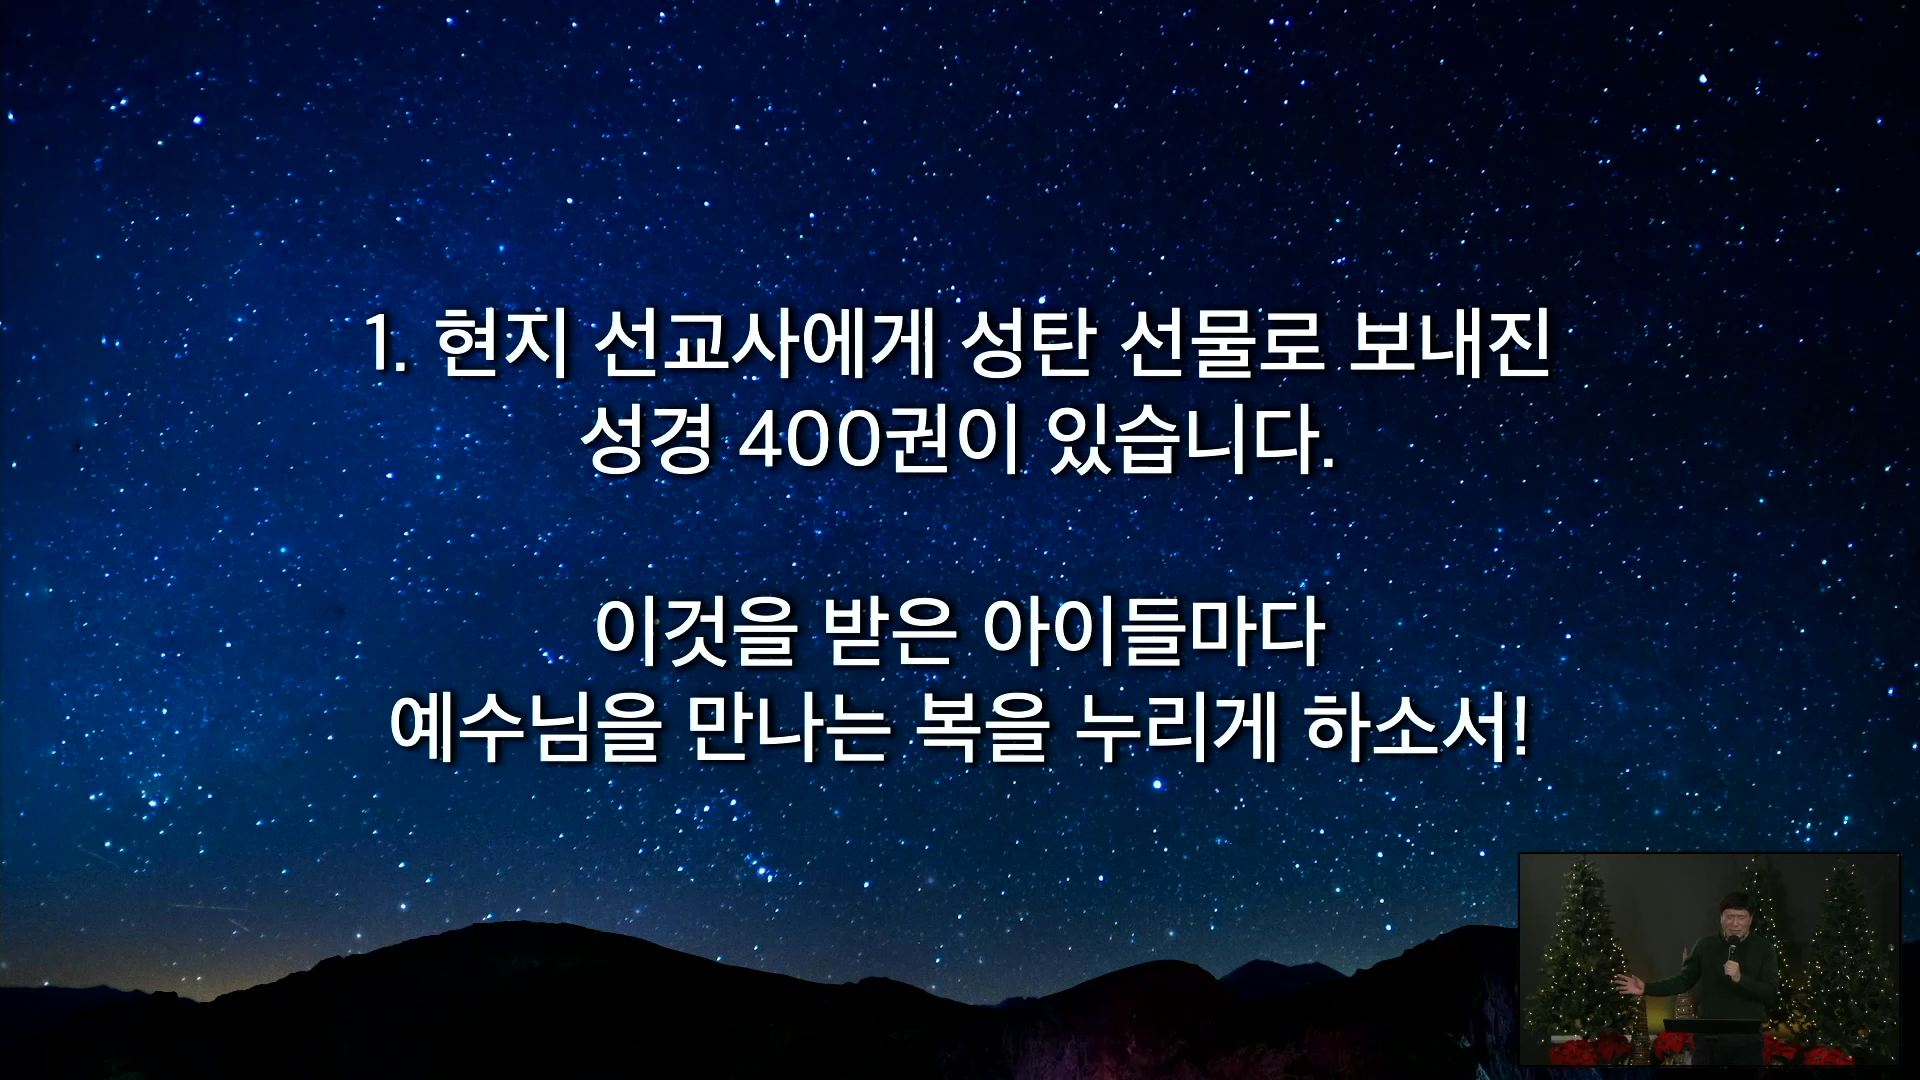 1. 현지 선교사에게 성탄 선물로 보내진
성경 400권이 있습니다.
이것을 받은 아이들마다
예수님을 만나는 복을 누리게 하소서!